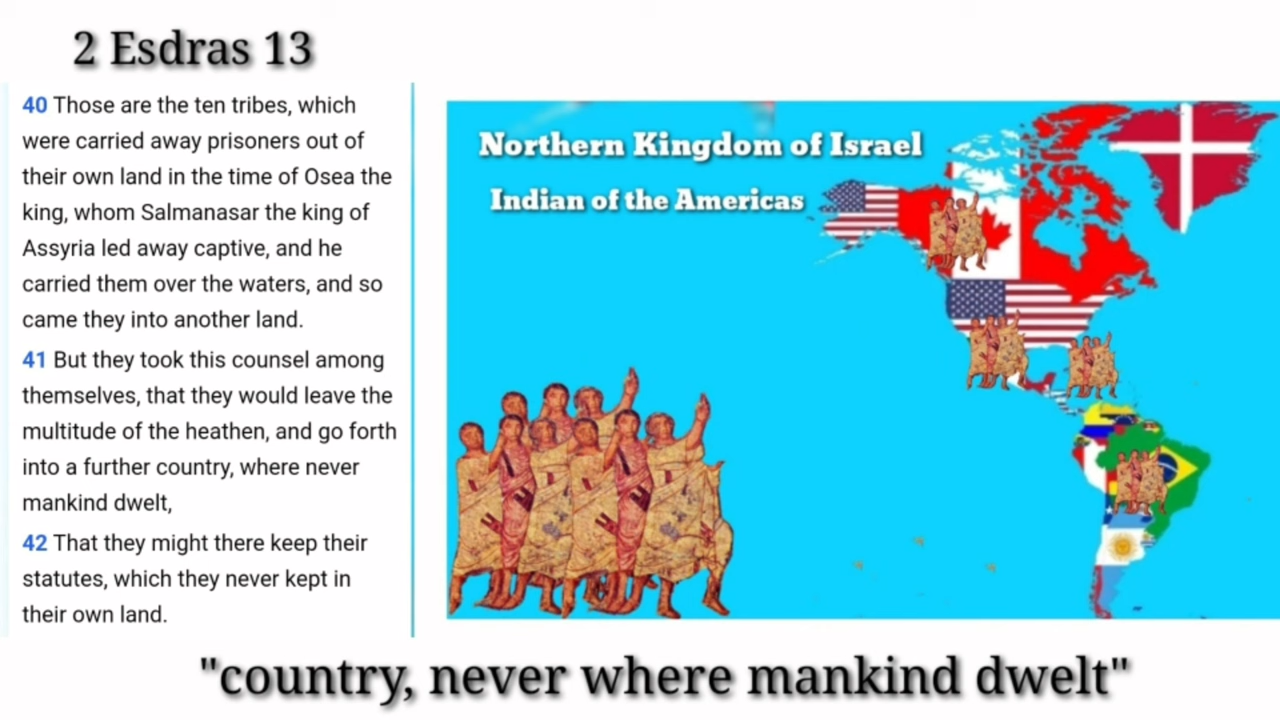 2 Esdras 13
40 Those are the ten tribes, which
were carried away prisoners out of
their own land in the time of Osea the
king, whom Salmanasar the king of
Assyria led away captive, and he
carried them over the waters, and so
came they into another land.
41 But they took this counsel among
themselves, that they would leave the
multitude of the heathen, and go forth
into a further country, where never
mankind dwelt,
42 That they might there keep their
statutes, which they never kept in
their own land.
Northern Kingdom of Israel
Indian of the Americas
"country, never where mankind dwelt"